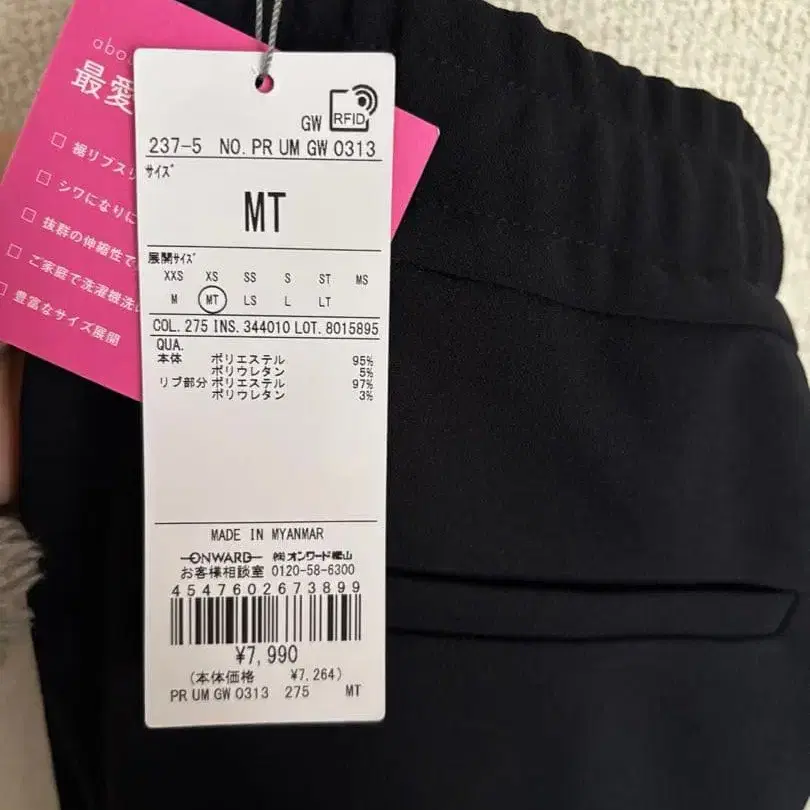 abou
最愛
□ 裾リブスリ
□ シワになりに
□ 抜群の伸縮性で
□ ご家庭で洗濯機洗い
□ 豊富なサイズ展開
GW RFID
237-5 NO. PR UM GW 0313
サイズ
MT
展開サイズ
XXS XS SS S ST MS
M MT LS L LT
COL. 275 INS. 344010 LOT. 8015895
QUA.
本体 ポリエステル 95%
ポリウレタン 5%
リブ部分 ポリエステル 97%
ポリウレタン 3%
MADE IN MYANMAR
ONWARD ㈱オンワード樫山
お客様相談室 0120-58-6300
4547602673899
¥7,990
(本体価格 ¥7,264)
PR UM GW 0313 275 MT